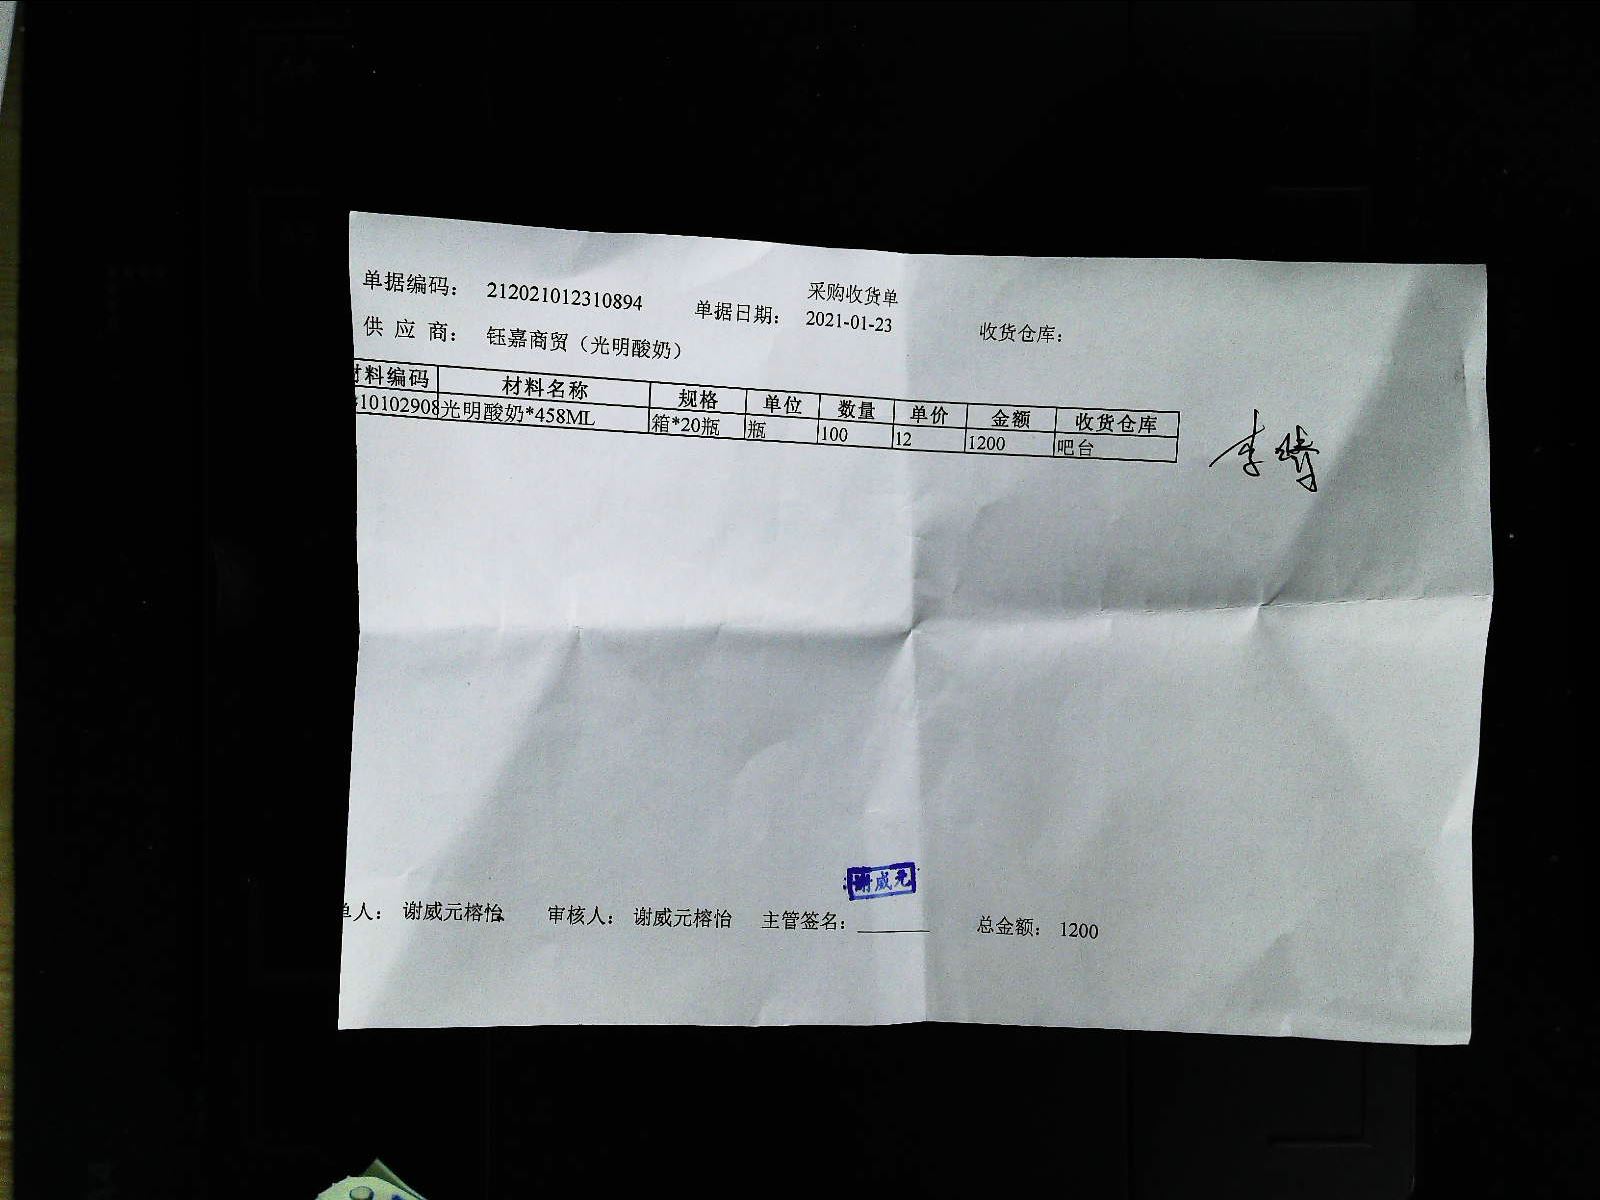 采购收货单
单据编码： 212021012310894 单据日期： 2021-01-23 收货仓库：
供 应 商： 钰嘉商贸（光明酸奶）
材料编码 材料名称 规格 单位 数量 单价 金额 收货仓库
10102908 光明酸奶*458ML 箱*20瓶 瓶 100 12 1200 吧台
谢威元
单人： 谢威元榕怡 审核人： 谢威元榕怡 主管签名： 总金额： 1200